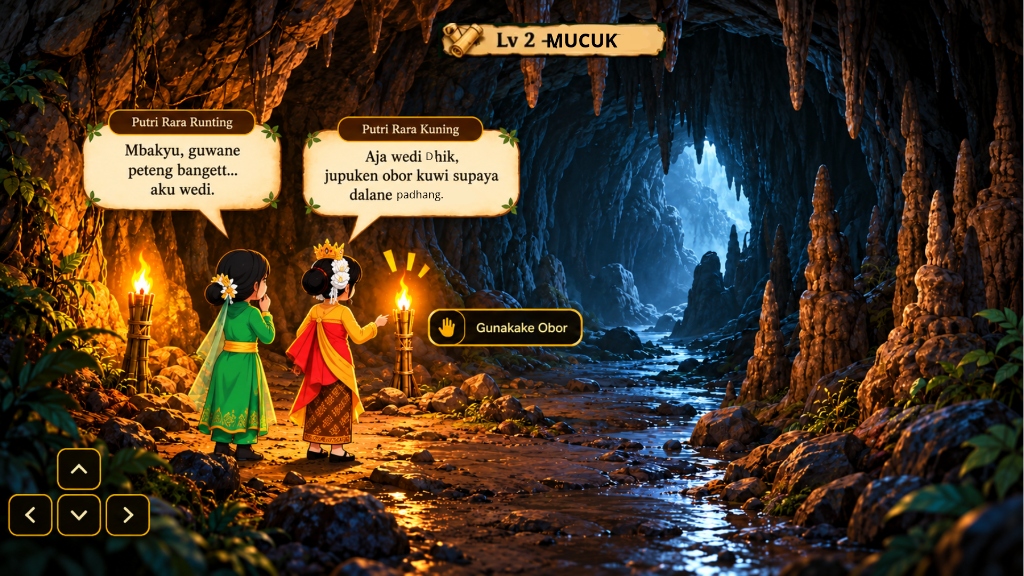 Lv 2 -MUCUK
Putri Rara Runting
Mbakyu, guwane
peteng bangett...
aku wedi.
Putri Rara Kuning
Aja wedi Dhik,
jupuken obor kuwi supaya
dalane padhang.
Gunakake Obor